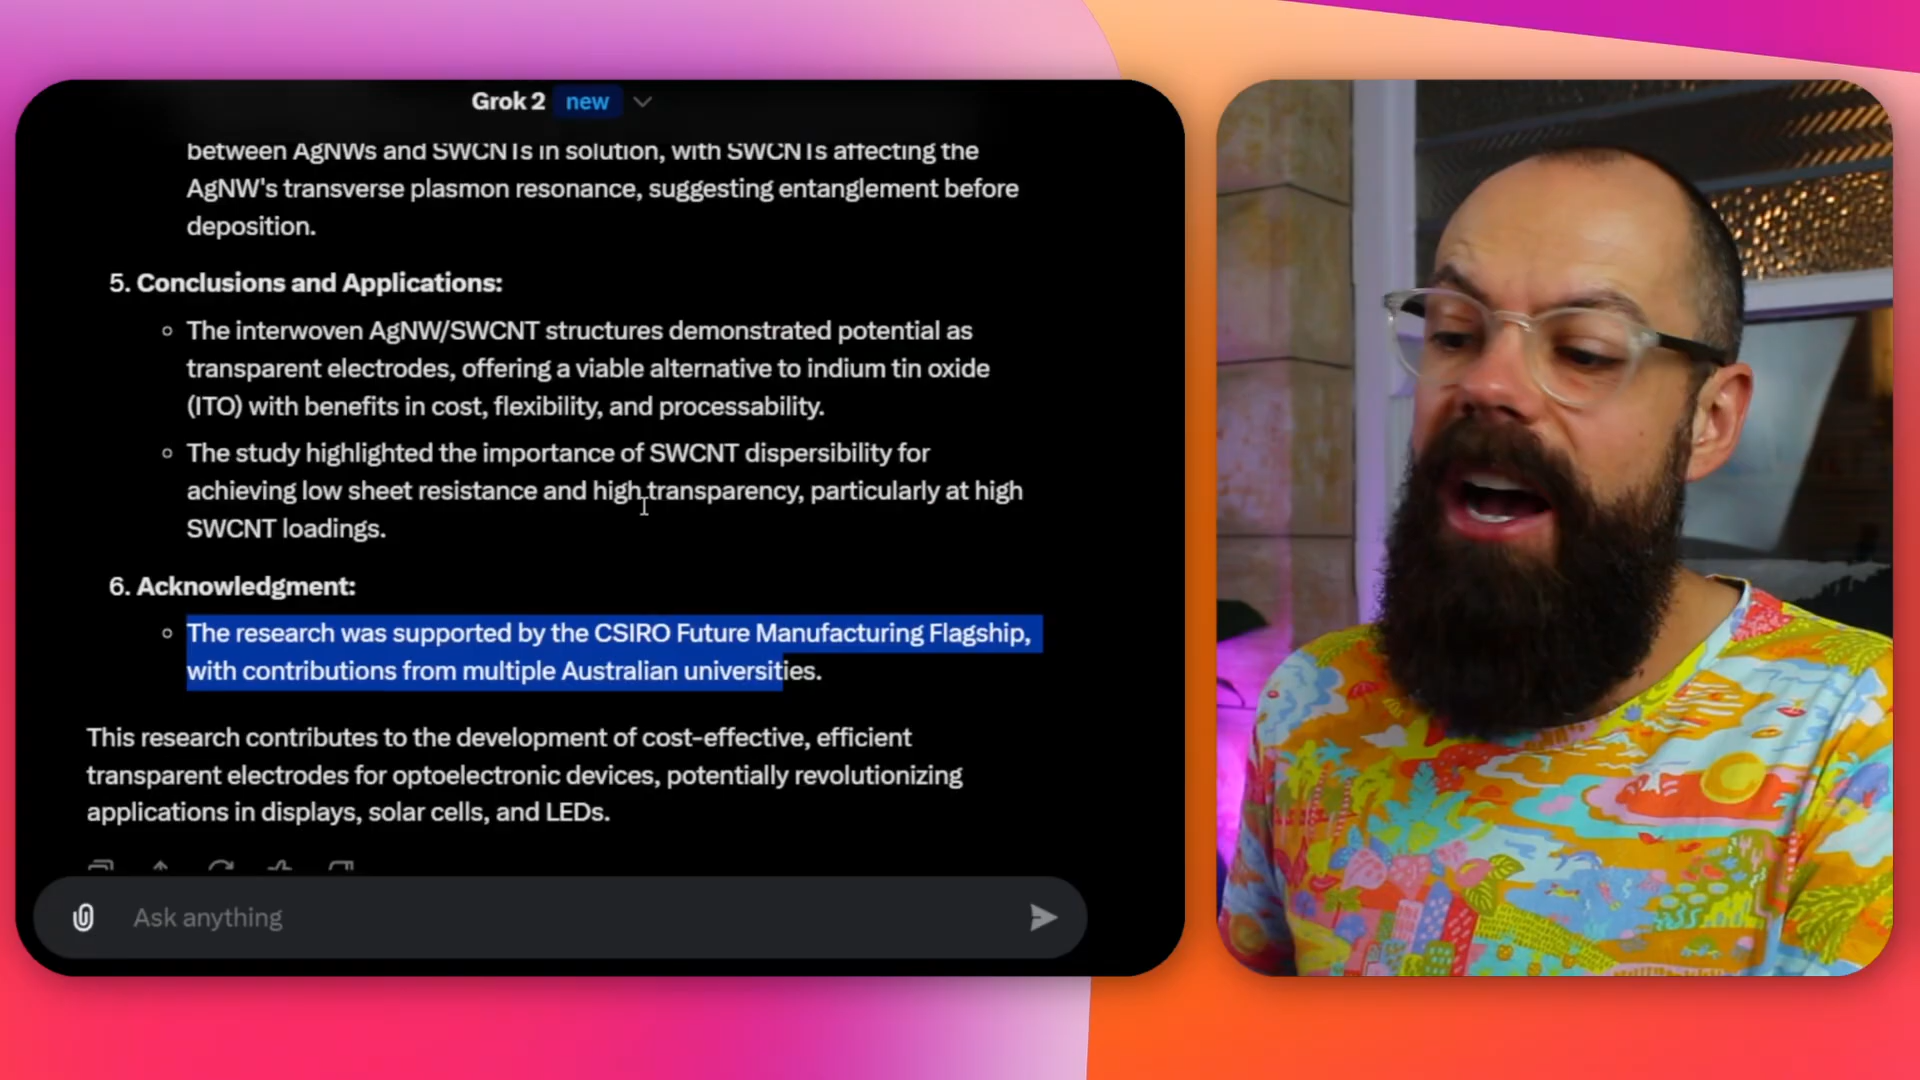 Grok 2 new
between AgNWs and SWCNTs in solution, with SWCNTs affecting the
AgNW's transverse plasmon resonance, suggesting entanglement before
deposition.
5. Conclusions and Applications:
The interwoven AgNW/SWCNT structures demonstrated potential as
transparent electrodes, offering a viable alternative to indium tin oxide
(ITO) with benefits in cost, flexibility, and processability.
The study highlighted the importance of SWCNT dispersibility for
achieving low sheet resistance and high transparency, particularly at high
SWCNT loadings.
6. Acknowledgment:
The research was supported by the CSIRO Future Manufacturing Flagship,
with contributions from multiple Australian universities.
This research contributes to the development of cost-effective, efficient
transparent electrodes for optoelectronic devices, potentially revolutionizing
applications in displays, solar cells, and LEDs.
Ask anything